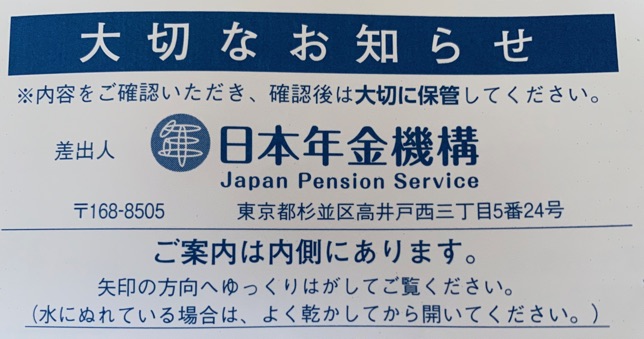 大切なお知らせ
※内容をご確認いただき、確認後は大切に保管してください。
差出人 日本年金機構
Japan Pension Service
〒168-8505 東京都杉並区高井戸西三丁目5番24号
ご案内は内側にあります。
矢印の方向へゆっくりはがしてご覧ください。
(水にぬれている場合は、よく乾かしてから開いてください。)